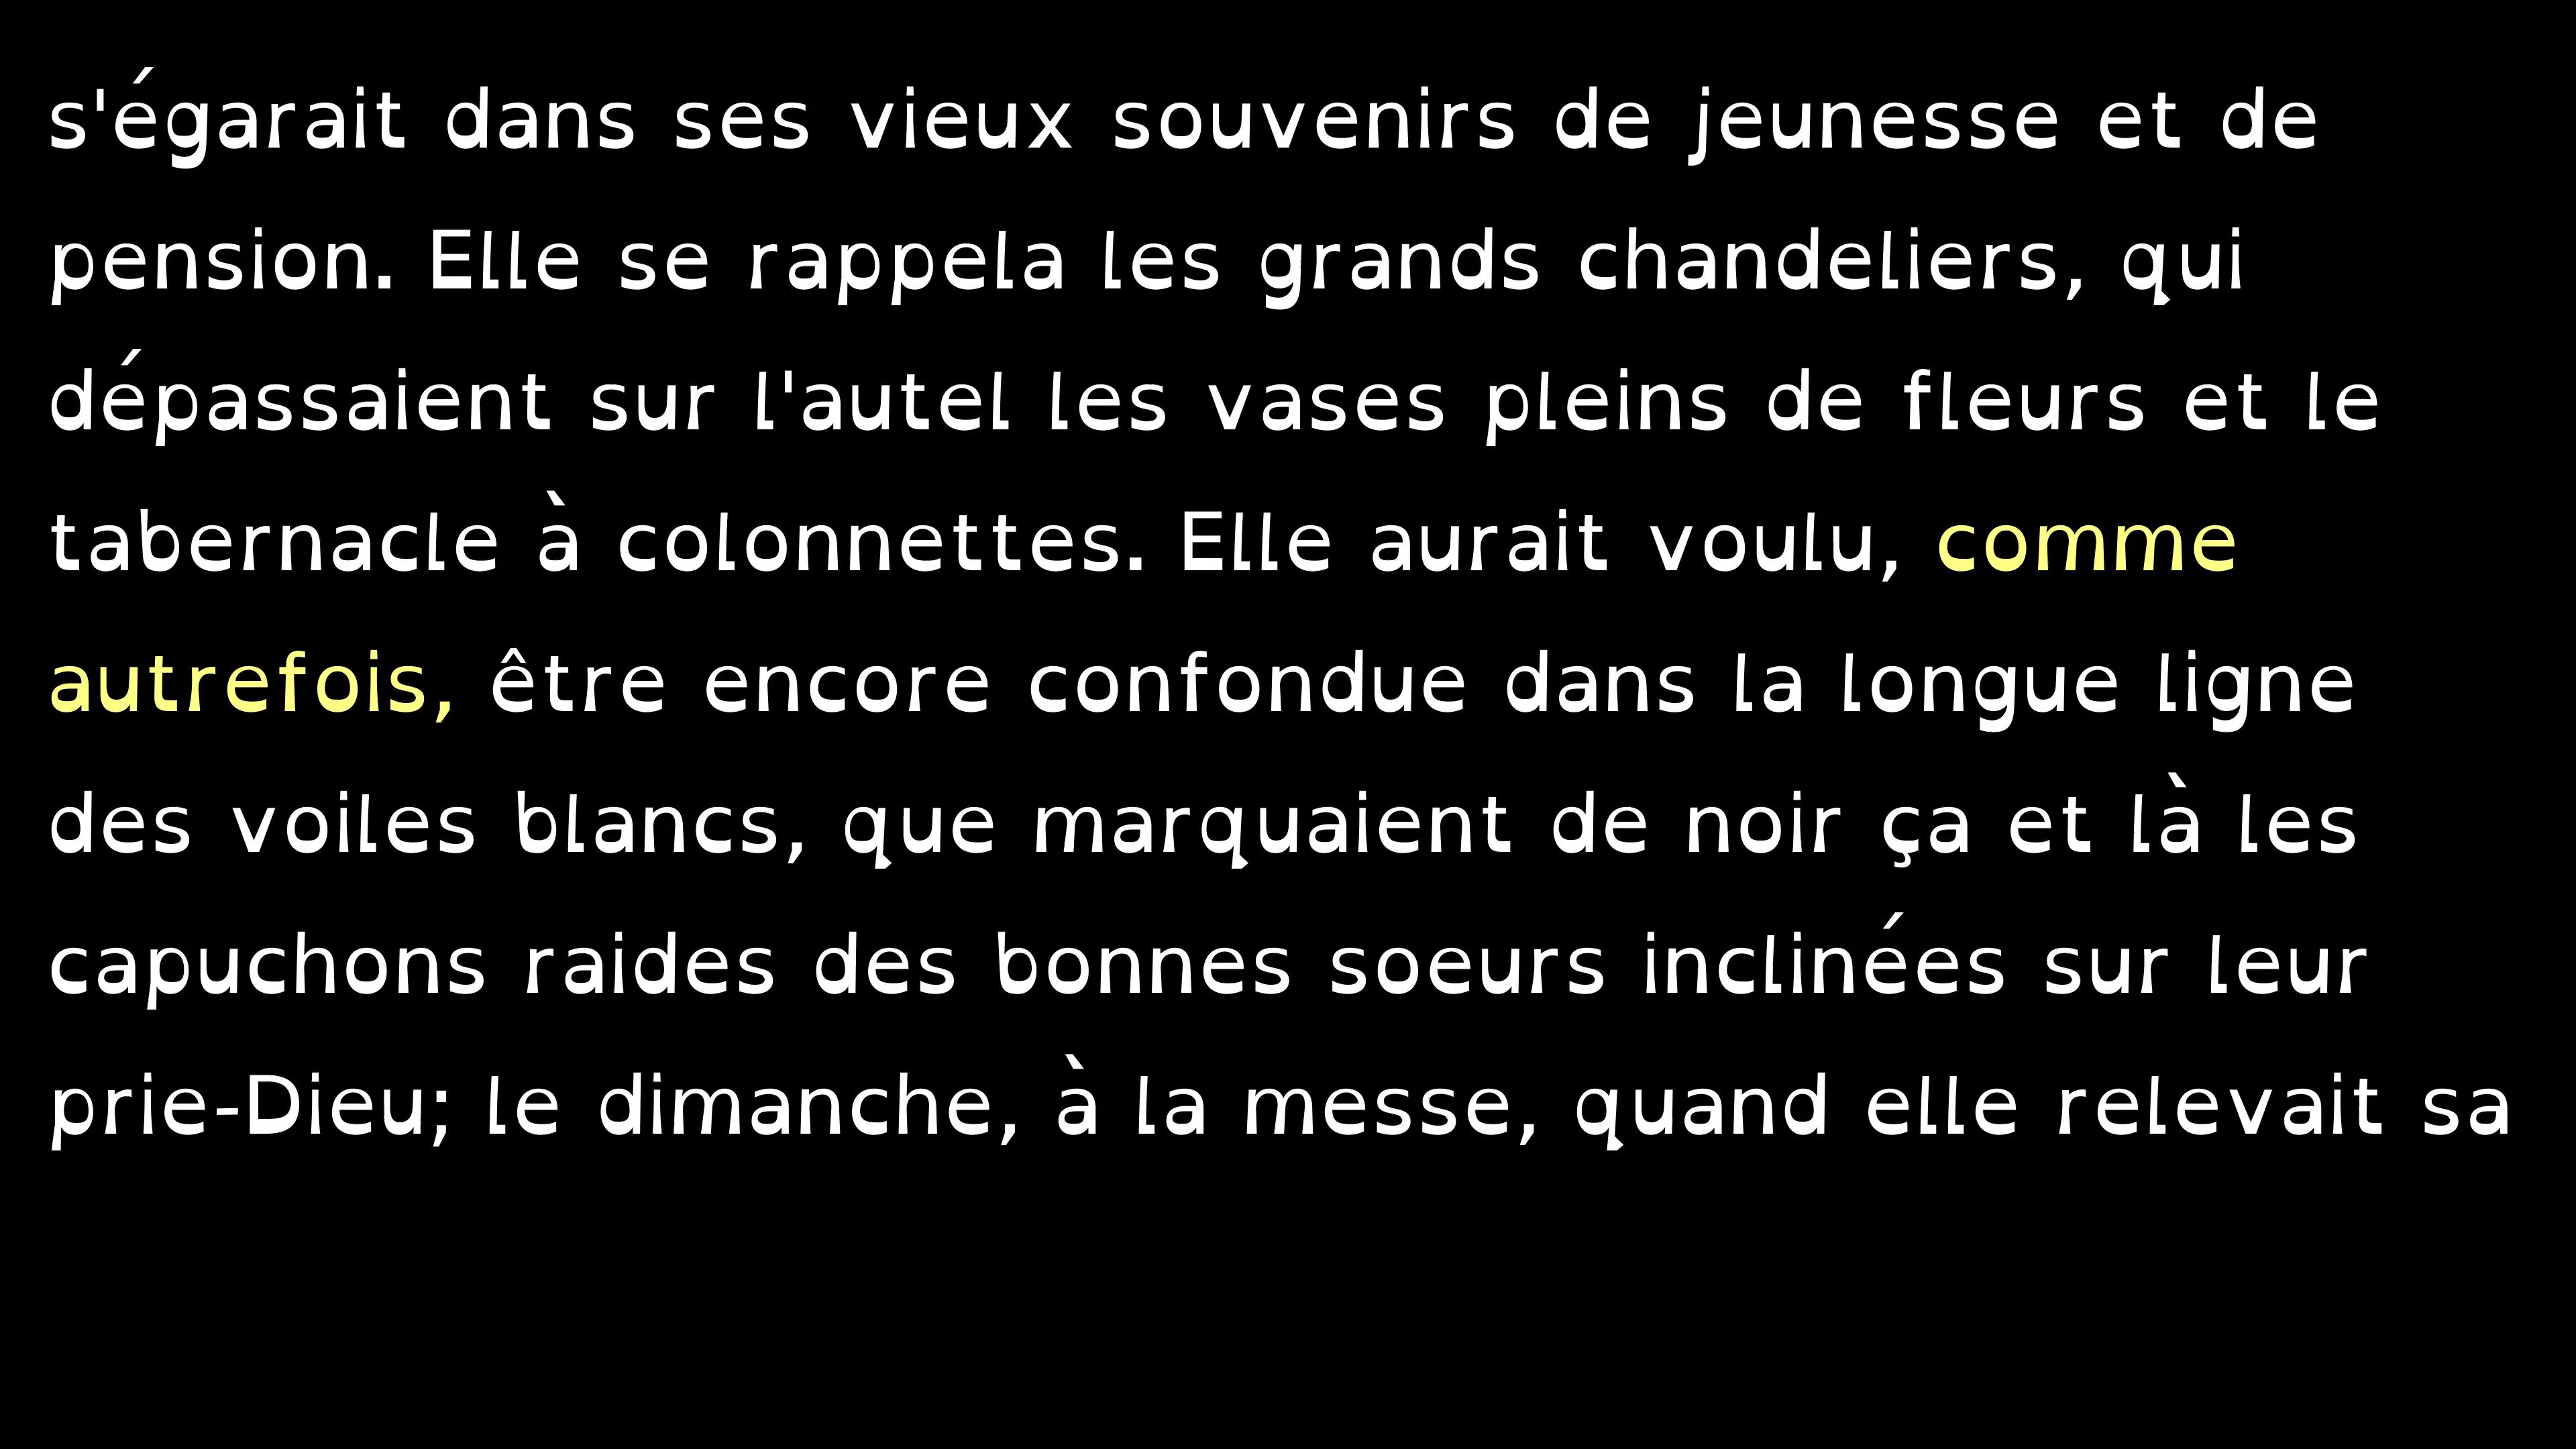 s'égarait dans ses vieux souvenirs de jeunesse et de
pension. Elle se rappela les grands chandeliers, qui
dépassaient sur l'autel les vases pleins de fleurs et le
tabernacle à colonnettes. Elle aurait voulu, comme
autrefois, être encore confondue dans la longue ligne
des voiles blancs, que marquaient de noir ça et là les
capuchons raides des bonnes soeurs inclinées sur leur
prie-Dieu; le dimanche, à la messe, quand elle relevait sa